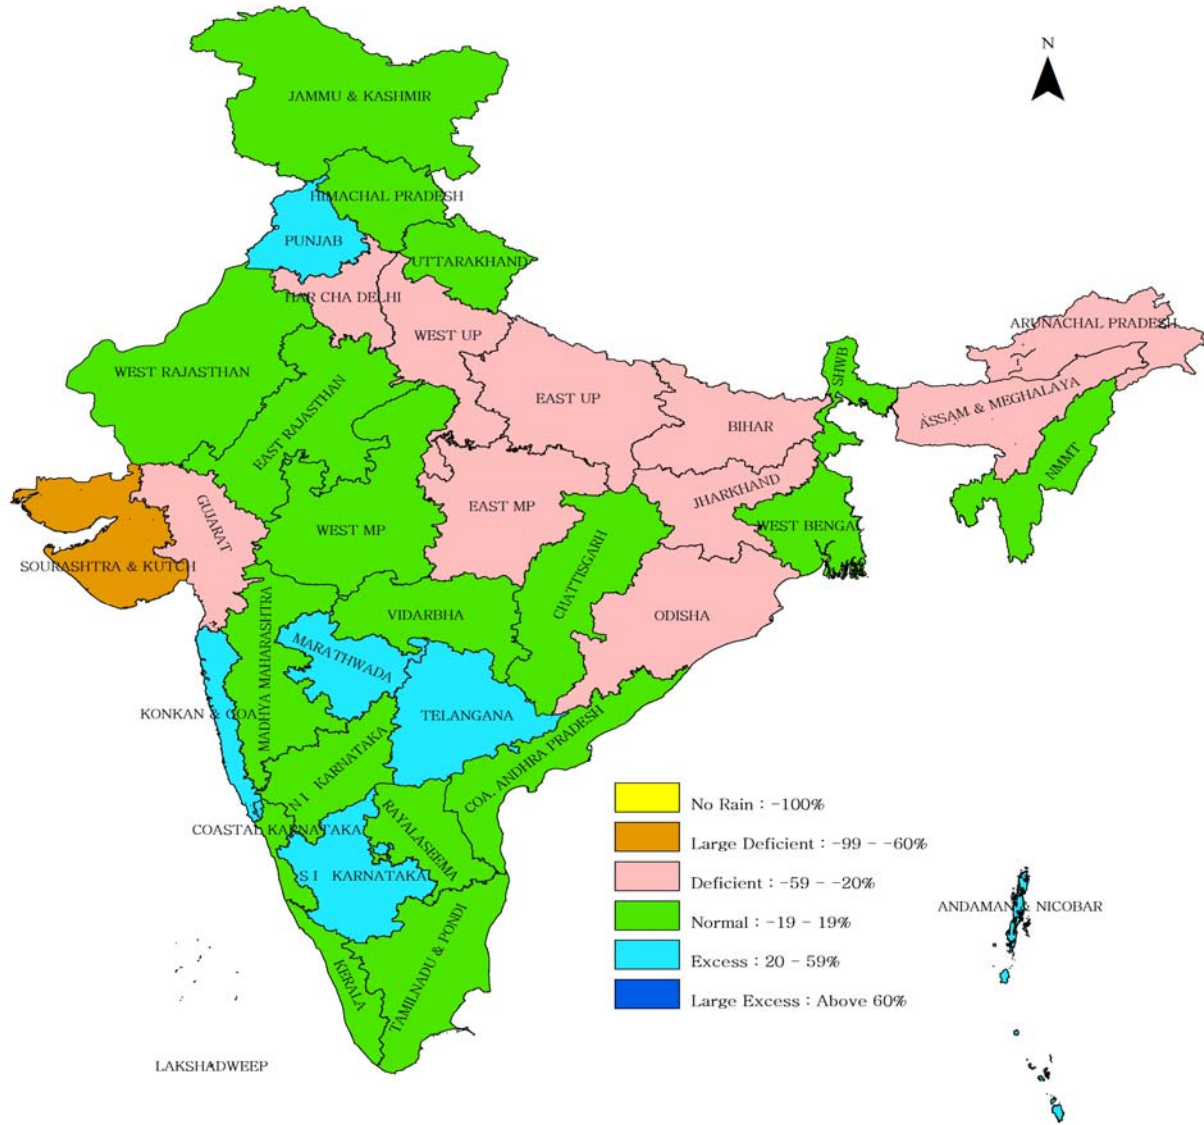 N
JAMMU & KASHMIR
HIMACHAL PRADESH
PUNJAB
UTTARAKHAND
HAR CHA DELHI
ARUNACHAL PRADESH
WEST UP
SHWB
WEST RAJASTHAN
EAST RAJASTHAN
EAST UP
ASSAM & MEGHALAYA
BIHAR
NMMT
JHARKHAND
GUJARAT
EAST MP
WEST MP
WEST BENGAL
SOURASHTRA & KUTCH
CHATTISGARH
VIDARBHA
ODISHA
MADHYA MAHARASHTRA
MARATHWADA
KONKAN & GOA
TELANGANA
N I KARNATAKA
COA. ANDHRA PRADESH
COASTAL KARNATAKA
RAYALASEEMA
S I KARNATAKA
KERALA
TAMILNADU & PONDI
LAKSHADWEEP
ANDAMAN & NICOBAR
No Rain : -100%
Large Deficient : -99 - -60%
Deficient : -59 - -20%
Normal : -19 - 19%
Excess : 20 - 59%
Large Excess : Above 60%